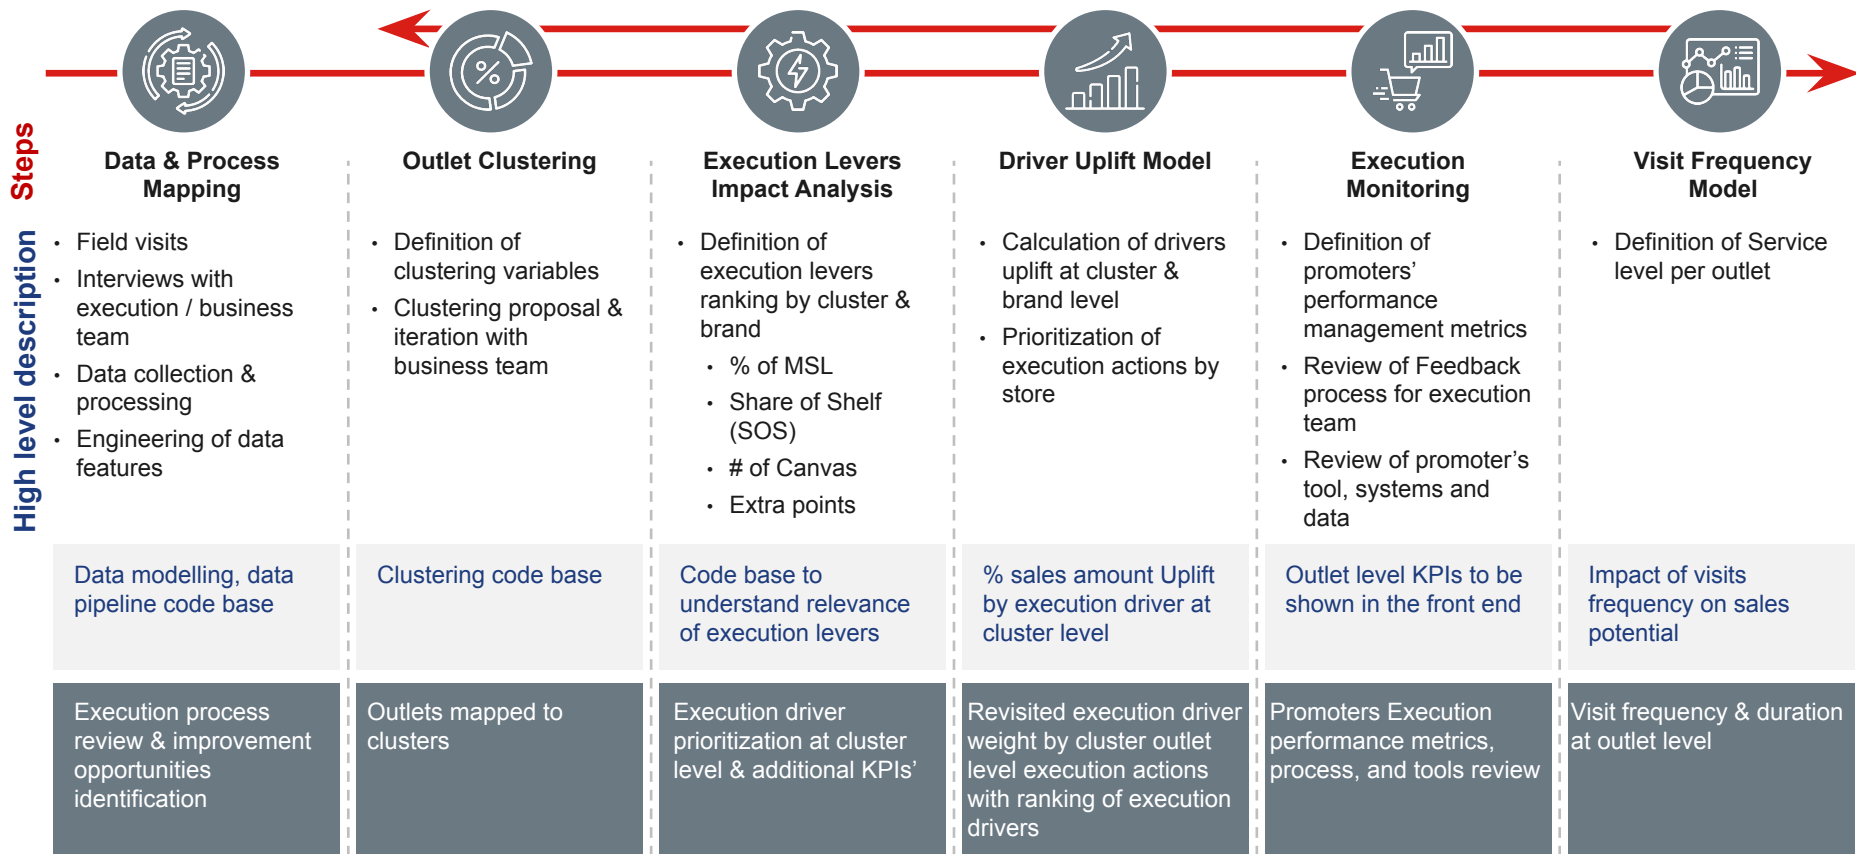 Steps
High level description
Data & Process
Mapping
• Field visits
• Interviews with
execution / business
team
• Data collection &
processing
• Engineering of data
features
Data modelling, data
pipeline code base
Execution process
review & improvement
opportunities
identification
%
Outlet Clustering
• Definition of
clustering variables
• Clustering proposal &
iteration with
business team
Clustering code base
Outlets mapped to
clusters
Execution Levers
Impact Analysis
• Definition of
execution levers
ranking by cluster &
brand
• % of MSL
• Share of Shelf
(SOS)
• # of Canvas
• Extra points
Code base to
understand relevance
of execution levers
Execution driver
prioritization at cluster
level & additional KPIs’
Driver Uplift Model
• Calculation of drivers
uplift at cluster &
brand level
• Prioritization of
execution actions by
store
% sales amount Uplift
by execution driver at
cluster level
Revisited execution driver
weight by cluster outlet
level execution actions
with ranking of execution
drivers
Execution
Monitoring
• Definition of
promoters’
performance
management metrics
• Review of Feedback
process for execution
team
• Review of promoter’s
tool, systems and
data
Outlet level KPIs to be
shown in the front end
Promoters Execution
performance metrics,
process, and tools review
Visit Frequency
Model
• Definition of Service
level per outlet
Impact of visits
frequency on sales
potential
Visit frequency & duration
at outlet level